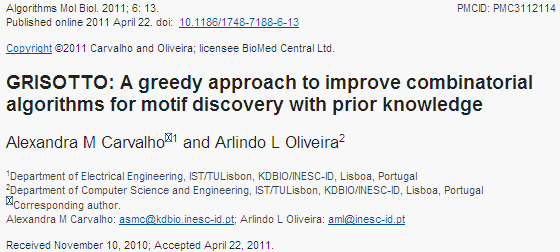 Algorithms Mol Biol. 2011; 6: 13.
PMCID: PMC3112114
Published online 2011 April 22. doi: 10.1186/1748-7188-6-13
Copyright ©2011 Carvalho and Oliveira; licensee BioMed Central Ltd.
GRISOTTO: A greedy approach to improve combinatorial
algorithms for motif discovery with prior knowledge
Alexandra M Carvalho✉1 and Arlindo L Oliveira2
1Department of Electrical Engineering, IST/TULisbon, KDBIO/INESC-ID, Lisboa, Portugal
2Department of Computer Science and Engineering, IST/TULisbon, KDBIO/INESC-ID, Lisboa, Portugal
✉Corresponding author.
Alexandra M Carvalho: asmc@kdbio.inesc-id.pt; Arlindo L Oliveira: aml@inesc-id.pt
Received November 10, 2010; Accepted April 22, 2011.